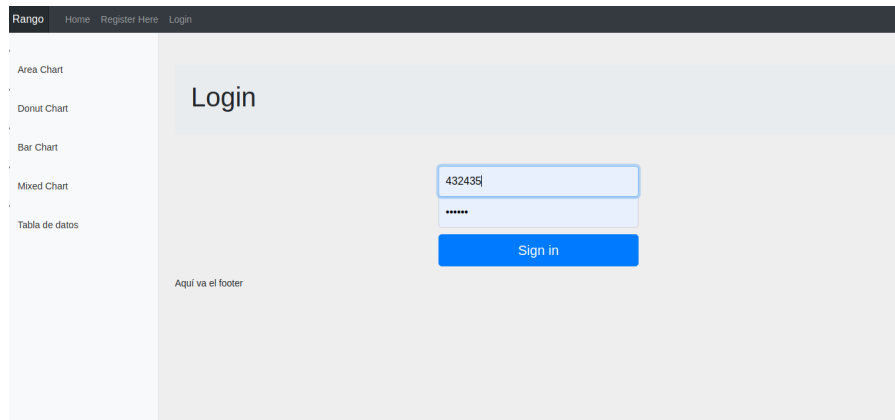 Rango Home Register Here Login
Area Chart
Donut Chart
Bar Chart
Mixed Chart
Tabla de datos
Login
432435
••••••
Sign in
Aquí va el footer